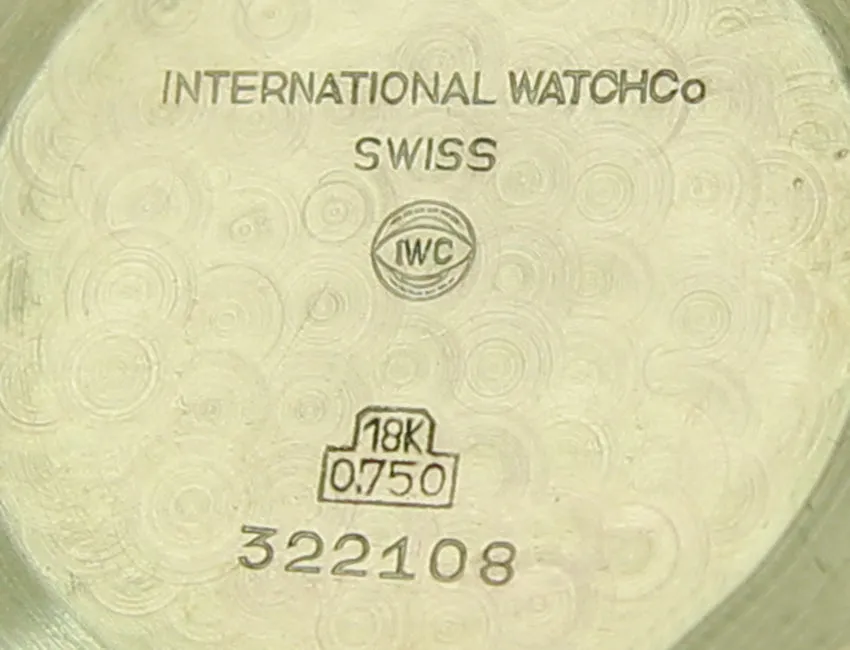 INTERNATIONAL WATCHCo
SWISS
IWC
18K
0.750
322108